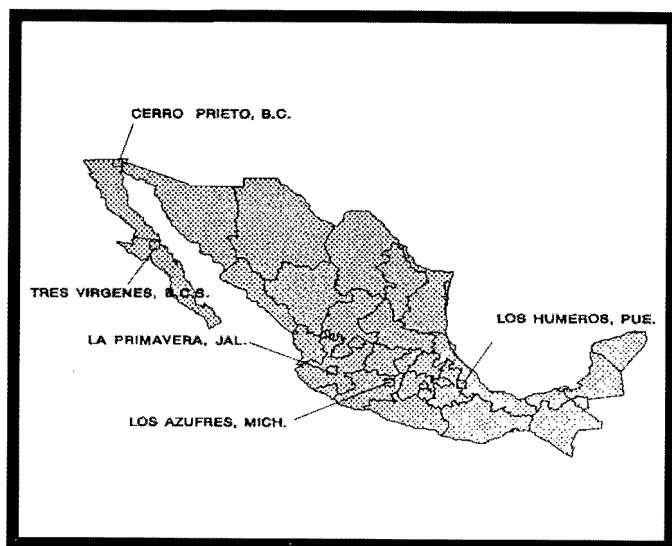 CERRO PRIETO, B.C.
TRES VIRGENES, B.C.S.
LOS HUMEROS, PUE.
LA PRIMAVERA, JAL.
LOS AZUFRES, MICH.